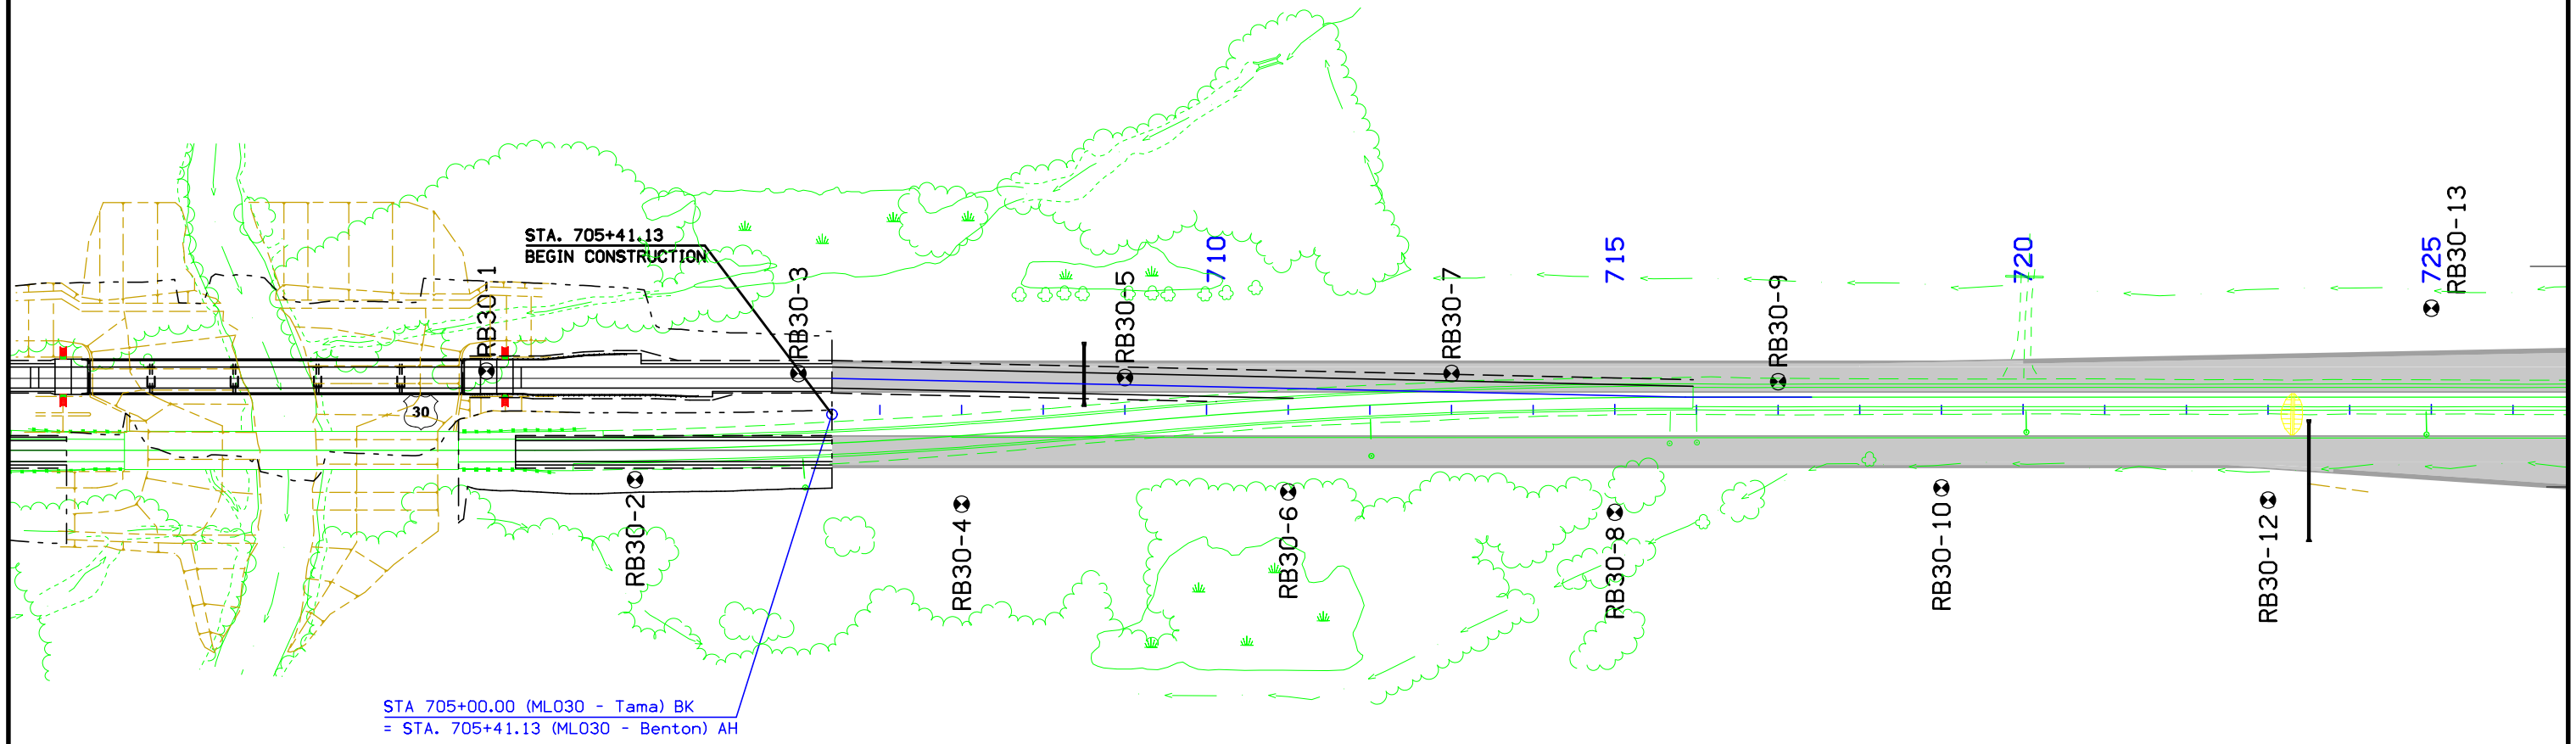 STA. 705+41.13
BEGIN CONSTRUCTION
RB30-1
RB30-3
RB30-5
710
RB30-7
715
RB30-9
720
725
RB30-13
30
RB30-2
RB30-4
RB30-6
RB30-8
RB30-10
RB30-12
STA 705+00.00 (ML030 - Tama) BK
= STA. 705+41.13 (ML030 - Benton) AH